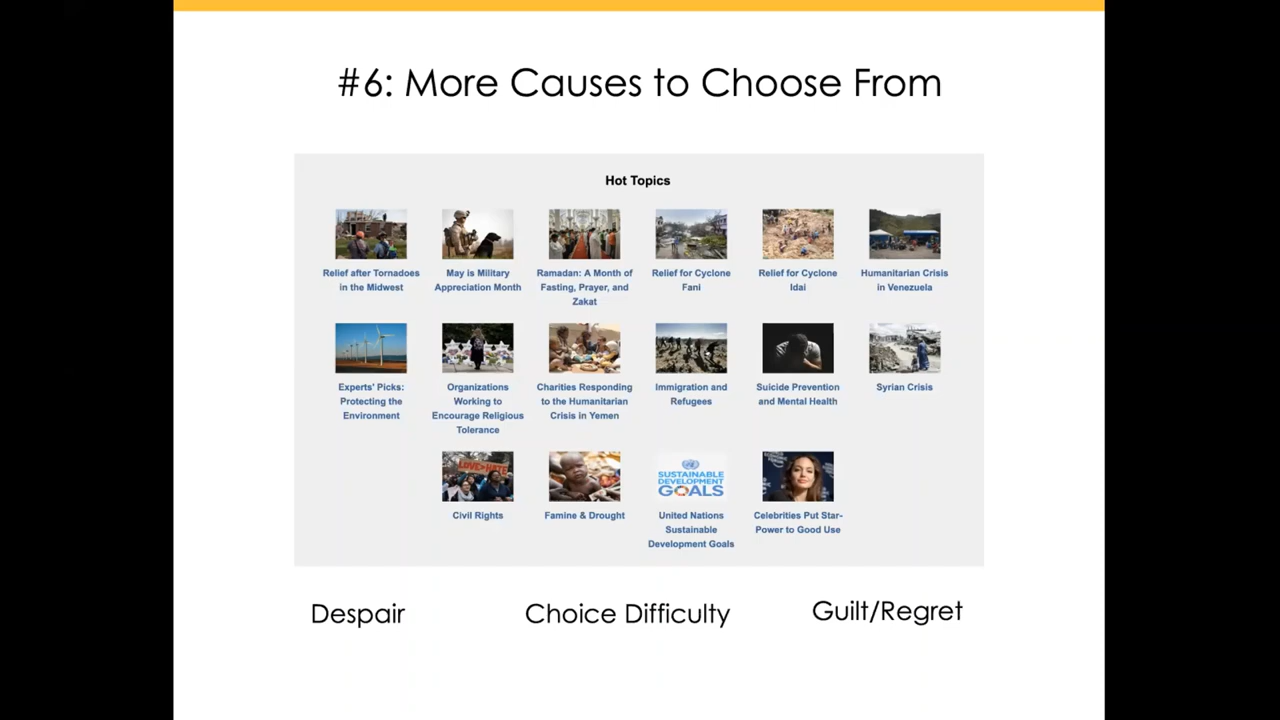 #6: More Causes to Choose From
Hot Topics
Relief after Tornadoes
in the Midwest
May is Military
Appreciation Month
Ramadan: A Month of
Fasting, Prayer, and
Zakat
Relief for Cyclone
Fani
Relief for Cyclone
Idai
Humanitarian Crisis
in Venezuela
Experts' Picks:
Protecting the
Environment
Organizations
Working to
Encourage Religious
Tolerance
Charities Responding
to the Humanitarian
Crisis in Yemen
Immigration and
Refugees
Suicide Prevention
and Mental Health
Syrian Crisis
LOVE>HATE
Civil Rights
Famine & Drought
SUSTAINABLE
DEVELOPMENT
GOALS
United Nations
Sustainable
Development Goals
Celebrities Put Star-
Power to Good Use
Despair
Choice Difficulty
Guilt/Regret